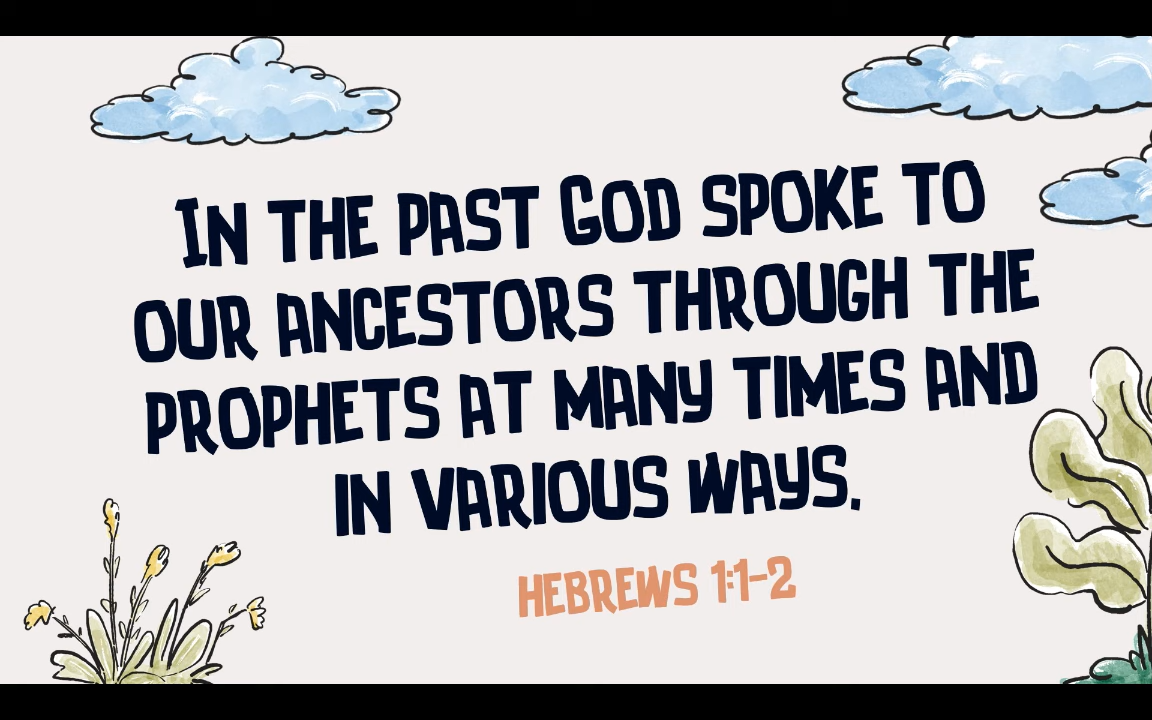 In the past God spoke to
our ancestors through the
prophets at many times and
in various ways.
Hebrews 1:1-2